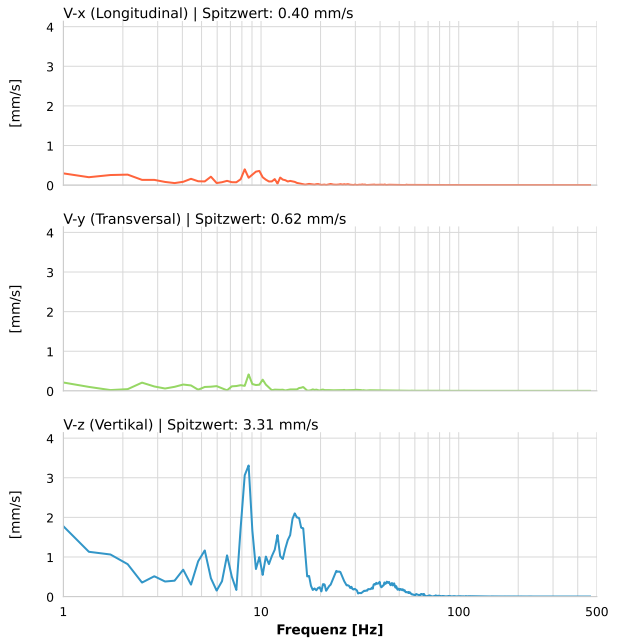 V-x (Longitudinal) | Spitzwert: 0.40 mm/s
4
3
2
1
0
[mm/s]
V-y (Transversal) | Spitzwert: 0.62 mm/s
4
3
2
1
0
[mm/s]
V-z (Vertikal) | Spitzwert: 3.31 mm/s
4
3
2
1
0
[mm/s]
1 10 100 500
Frequenz [Hz]